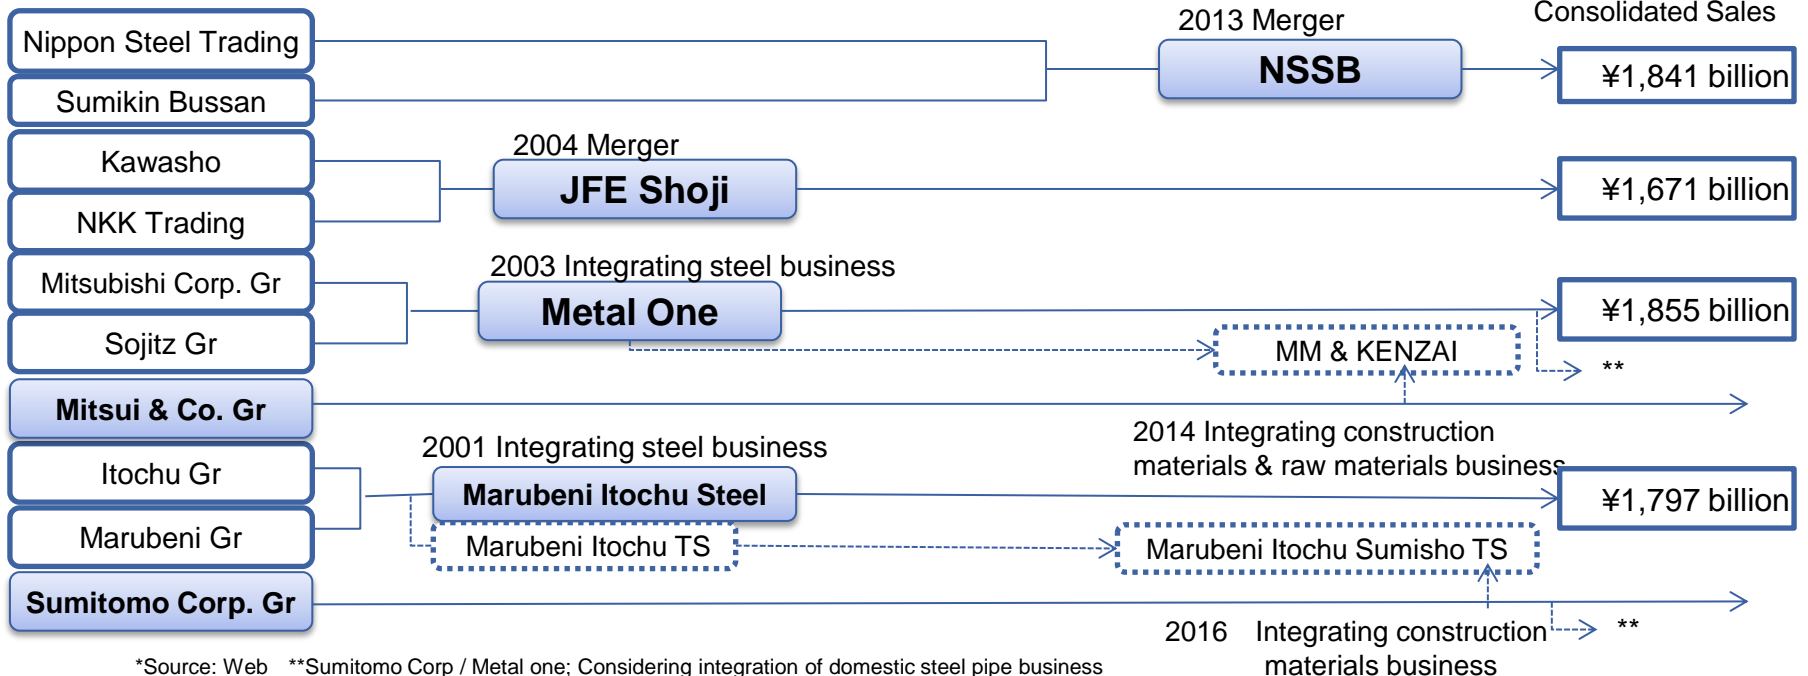 Consolidated Sales
2013 Merger
Nippon Steel Trading
NSSB
¥1,841 billion
Sumikin Bussan
2004 Merger
Kawasho
JFE Shoji
¥1,671 billion
NKK Trading
2003 Integrating steel business
Mitsubishi Corp. Gr
Metal One
¥1,855 billion
Sojitz Gr
MM & KENZAI
**
Mitsui & Co. Gr
2014 Integrating construction
materials & raw materials business
2001 Integrating steel business
Itochu Gr
Marubeni Itochu Steel
¥1,797 billion
Marubeni Gr
Marubeni Itochu TS
Marubeni Itochu Sumisho TS
Sumitomo Corp. Gr
**
2016 Integrating construction
materials business
*Source: Web **Sumitomo Corp / Metal one; Considering integration of domestic steel pipe business